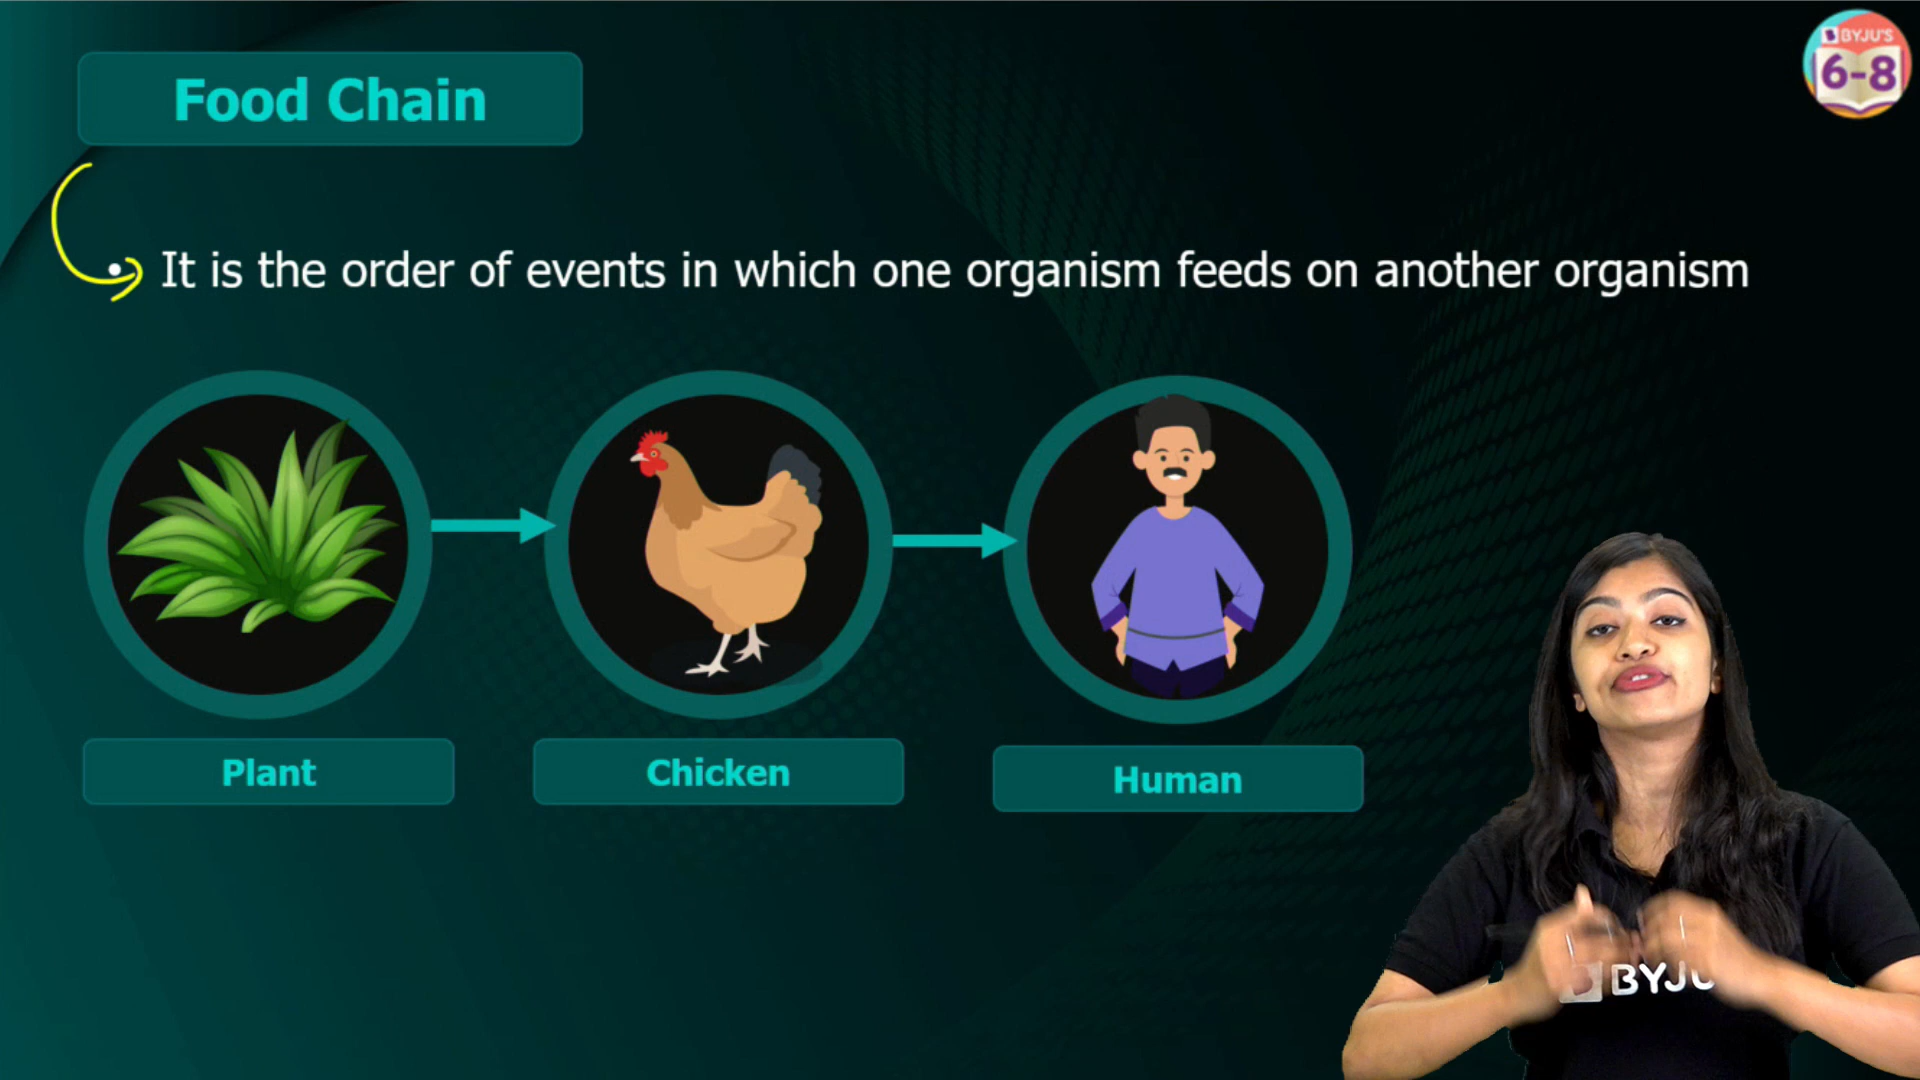 Food Chain
BYJU'S
6-8
• It is the order of events in which one organism feeds on another organism
Plant
Chicken
Human
BYJU